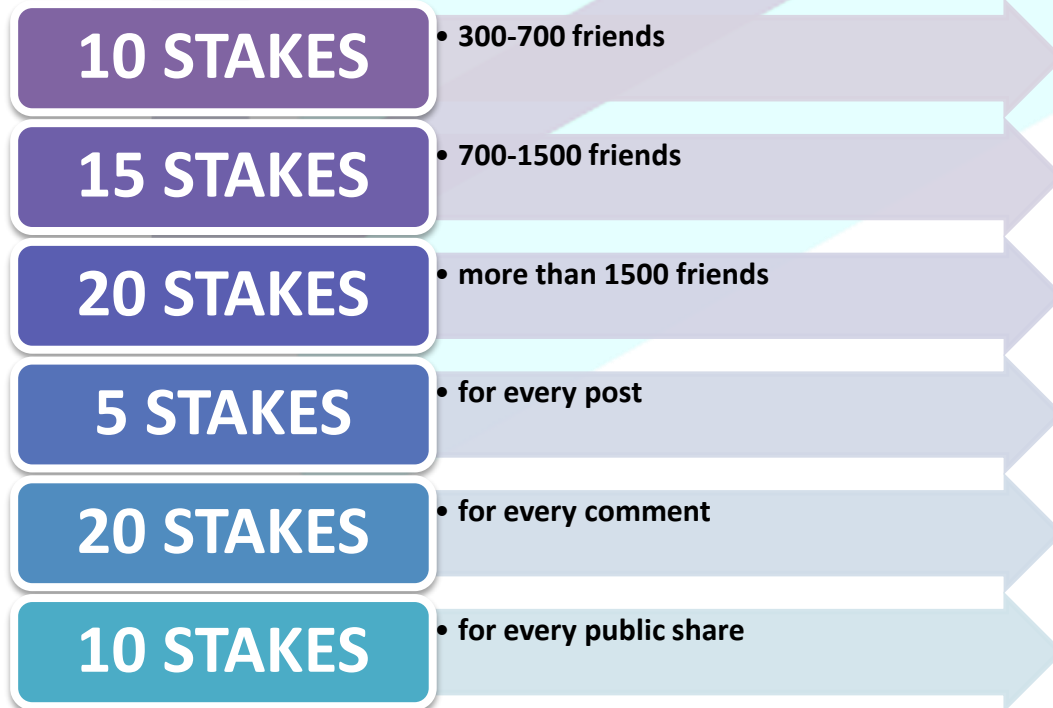 10 STAKES
• 300-700 friends
15 STAKES
• 700-1500 friends
20 STAKES
• more than 1500 friends
5 STAKES
• for every post
20 STAKES
• for every comment
10 STAKES
• for every public share